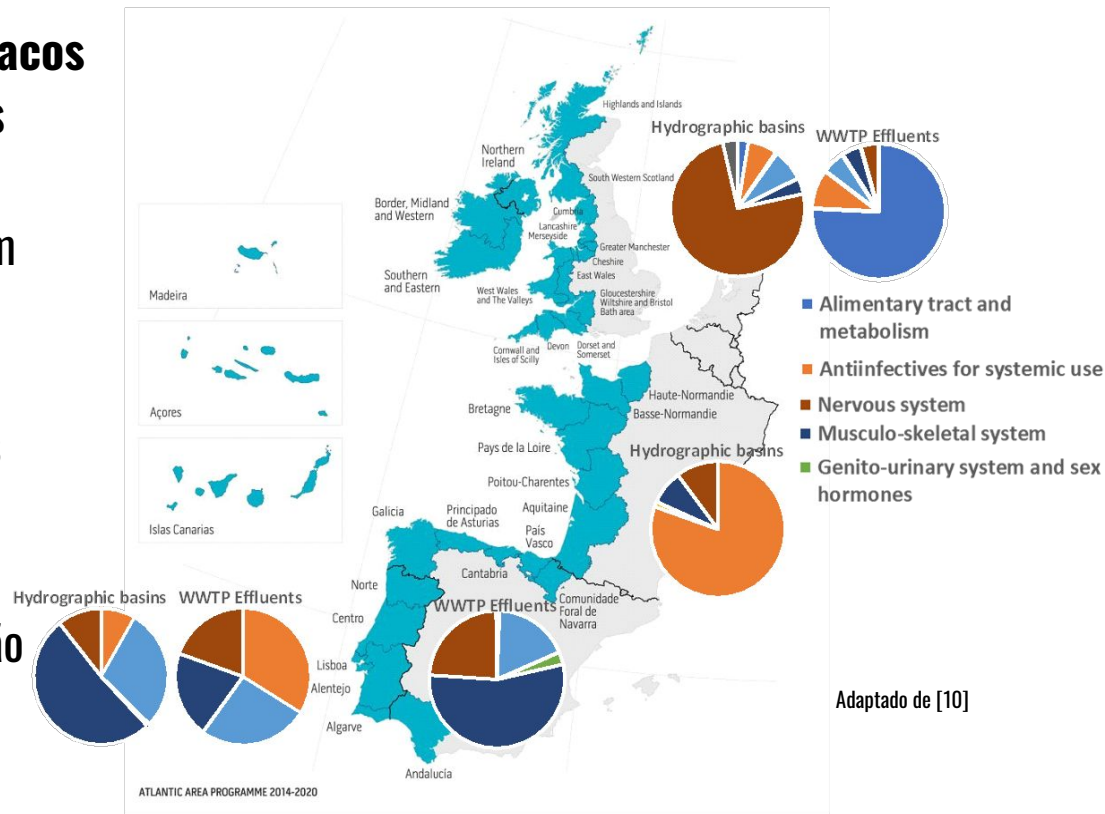 acos
s
m
ão
Highlands and Islands
Hydrographic basins
WWTP Effluents
Northern
Ireland
South Western Scotland
Border, Midland
and Western
Cumbria
Lancashire
Merseyside
Greater Manchester
Cheshire
East Wales
Southern
and Eastern
West Wales
and The Valleys
Gloucestershire
Wiltshire and Bristol
Bath area
Madeira
Cornwall and
Isles of Scilly
Devon
Dorset and
Somerset
Alimentary tract and
metabolism
Antiinfectives for systemic use
Nervous system
Musculo-skeletal system
Genito-urinary system and sex
hormones
Haute-Normandie
Basse-Normandie
Bretagne
Açores
Pays de la Loire
Hydrographic basins
Poitou-Charentes
Islas Canarias
Galicia
Principado
de Asturias
Aquitaine
País
Vasco
Cantabria
Norte
Comunidade
Foral de
Navarra
Hydrographic basins
WWTP Effluents
WWTP Effluents
Centro
Lisboa
Alentejo
Algarve
Andalucía
Adaptado de [10]
ATLANTIC AREA PROGRAMME 2014-2020